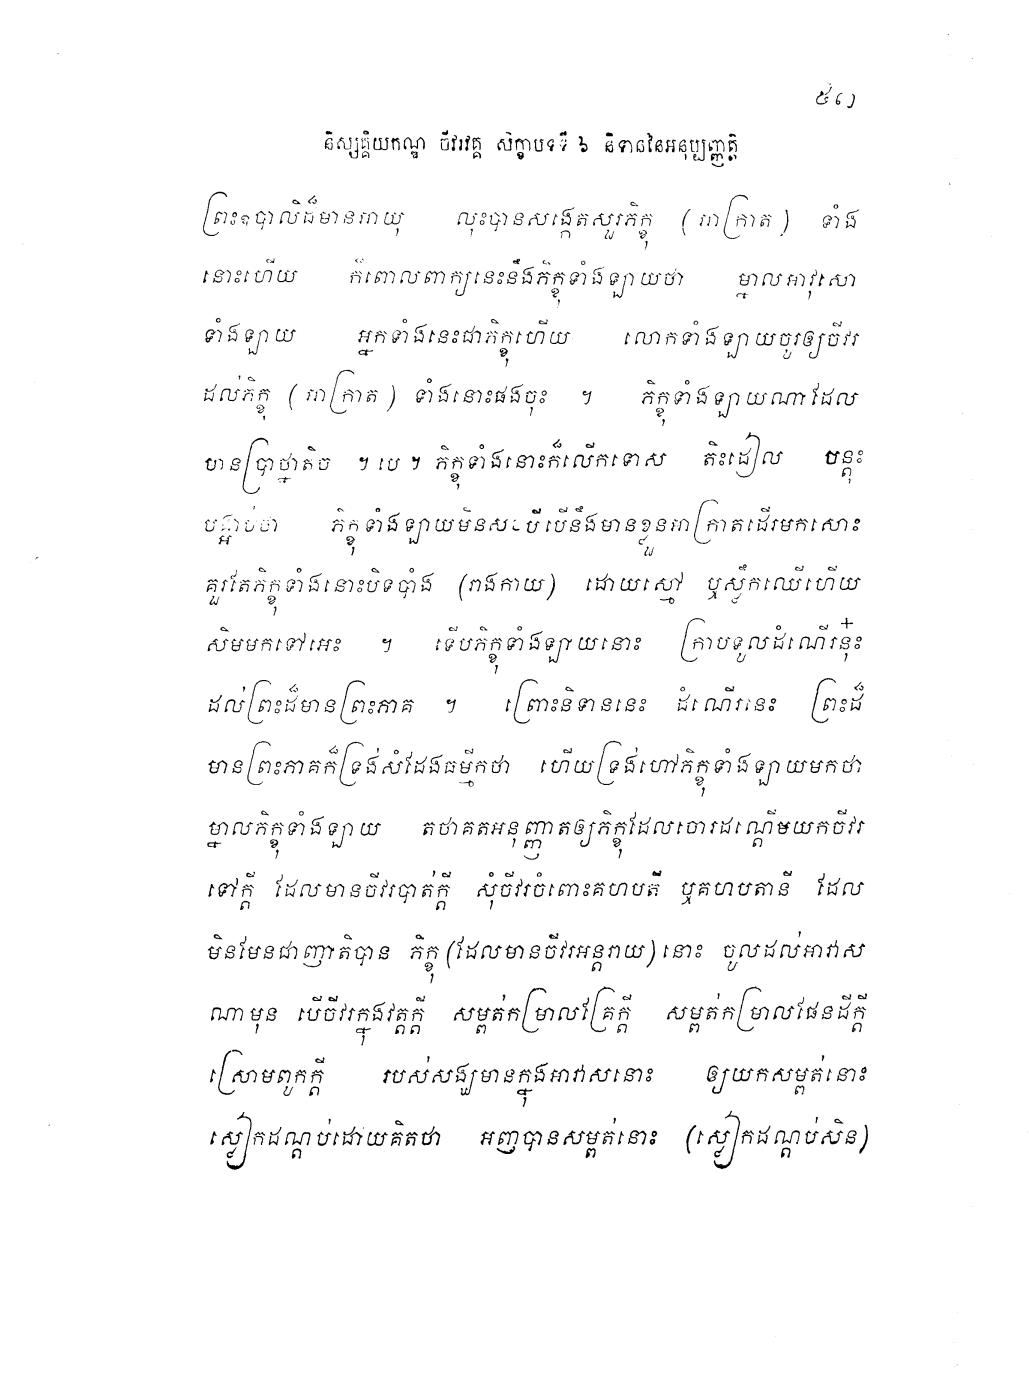 ៥៧
និស្សគ្គិយកណ្ឌ ចីវរវគ្គ សិក្ខាបទទី ៦ និទាននៃអនុប្បញ្ញត្តិ
ព្រះឧបាលិដ៏មានអាយុ លុះបានសង្កេតសួរភិក្ខុ (អាក្រាត) ទាំង
នោះហើយ ក៏ពោលពាក្យនេះនឹងភិក្ខុទាំងឡាយថា ម្នាលអាវុសោ
ទាំងឡាយ អ្នកទាំងនេះជាភិក្ខុហើយ លោកទាំងឡាយចូរឲ្យចីវរ
ដល់ភិក្ខុ (អាក្រាត) ទាំងនោះផងចុះ ។ ភិក្ខុទាំងឡាយណាដែល
មានប្រាថ្នាតិច ។ បេ ។ ភិក្ខុទាំងនោះក៏លើកទោស តិះដៀល បន្តុះ
បង្អាប់ថា ភិក្ខុទាំងឡាយមិនសមបើបើនឹងមានខ្លួនអាក្រាតដើរមកសោះ
គួរតែភិក្ខុទាំងនោះបិទបាំង (រាងកាយ) ដោយស្មៅ ឬស្លឹកឈើហើយ
សិមមកទៅអេះ ។ ទើបភិក្ខុទាំងឡាយនោះ ក្រាបទូលដំណើរនុ៎ះ
ដល់ព្រះដ៏មានព្រះភាគ ។ ព្រោះនិទាននេះ ដំណើរនេះ ព្រះដ៏
មានព្រះភាគក៏ទ្រង់សំដែងធម្មីកថា ហើយទ្រង់ហៅភិក្ខុទាំងឡាយមកថា
ម្នាលភិក្ខុទាំងឡាយ តថាគតអនុញ្ញាតឲ្យភិក្ខុដែលចោរដណ្តើមយកចីវរ
ទៅក្តី ដែលមានចីវរបាត់ក្តី សុំចីវរចំពោះគហបតី ឬគហបតានី ដែល
មិនមែនជាញាតិបាន ភិក្ខុ (ដែលមានចីវរអន្តរាយ) នោះ ចូលដល់អាវាស
ណាមុន បើចីវរក្នុងវត្តក្តី សម្ពត់កម្រាលគ្រែក្តី សម្ពត់កម្រាលផែនដីក្តី
ស្រោមពូកក្តី របស់សង្ឃមានក្នុងអាវាសនោះ ឲ្យយកសម្ពត់នោះ
ស្លៀកដណ្តប់ដោយគិតថា អញបានសម្ពត់នោះ (ស្លៀកដណ្តប់សិន)